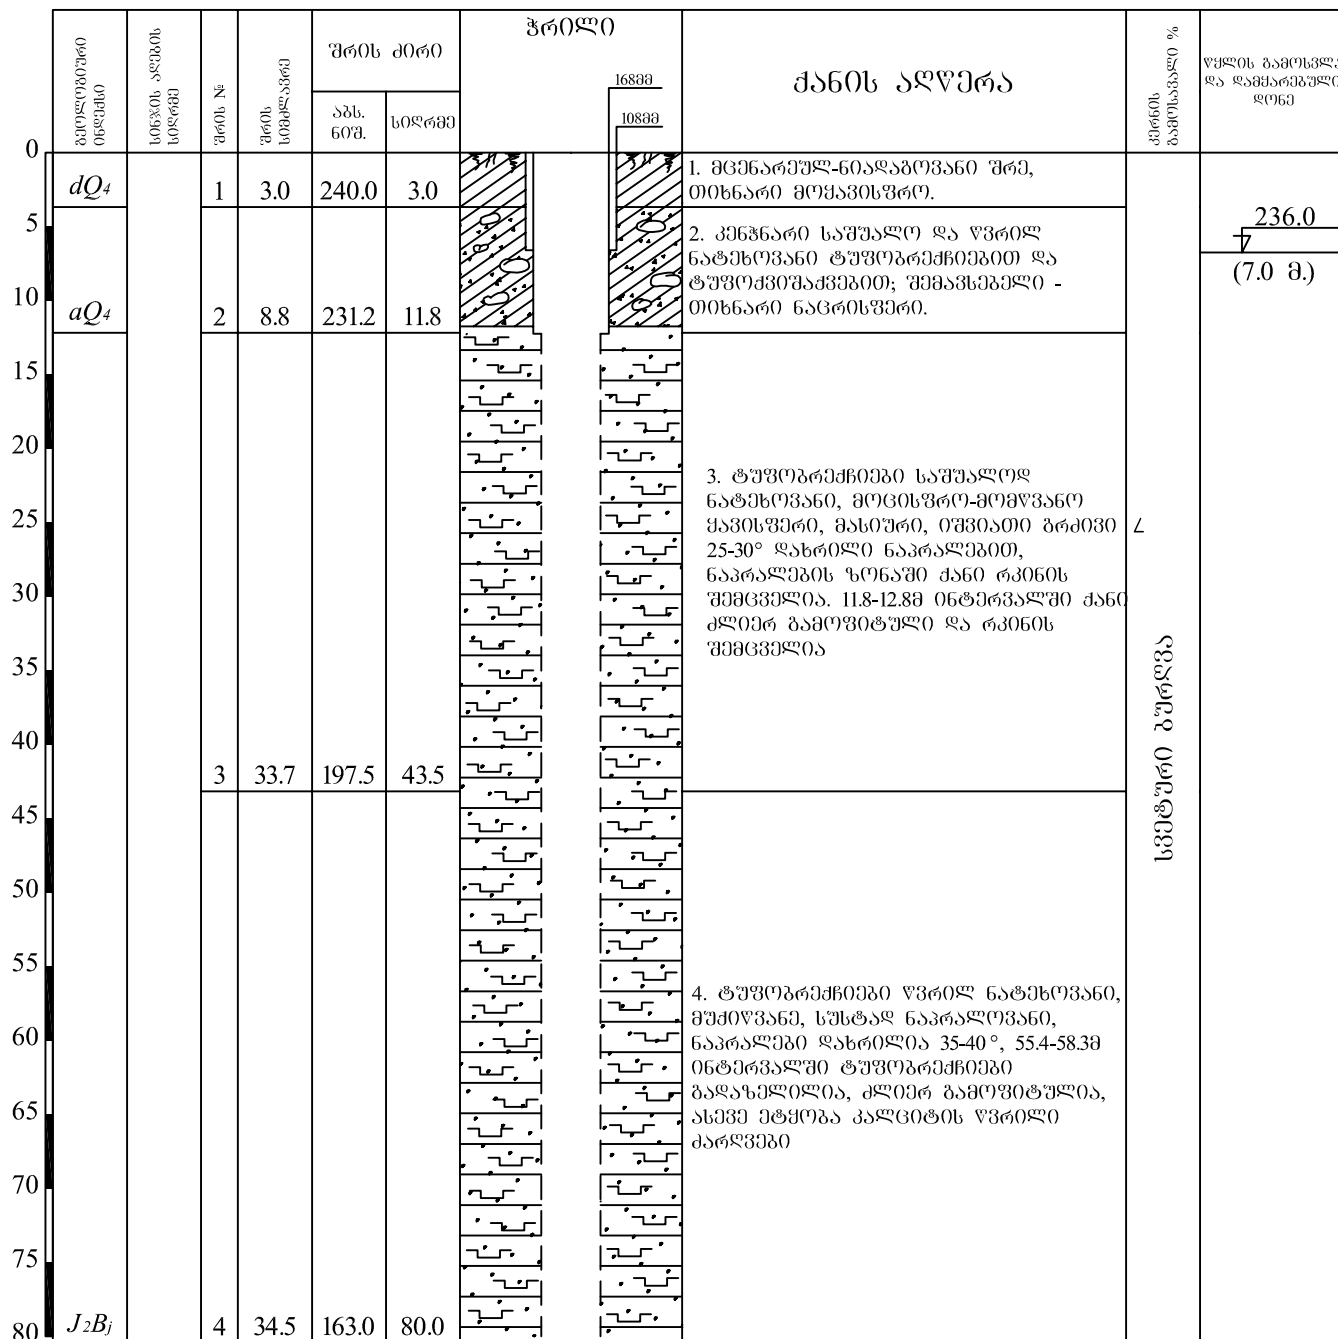 გეოლოგიური
ინდექსი
სინჯის აღების
სიღრმე
შრის №
შრის
სიმძლავრე
შრის ძირი
აბს.
ნიშ.
სიღრმე
ჭრილი
168მმ
108მმ
ქანის აღწერა
კერნის
გამოსავალი %
წყლის გამოსვლა
და დამყარებული
დონე
0
5
10
15
20
25
30
35
40
45
50
55
60
65
70
75
80
dQ4
1 3.0 240.0 3.0
1. მცენარეულ-ნიადაგოვანი შრე,
თიხნარი მოყავისფრო.
236.0
(7.0 მ.)
aQ4
2 8.8 231.2 11.8
2. კენჭნარი საშუალო და წვრილ
ნატეხოვანი ტუფობრექჩიებით და
ტუფოქვიშაქვებით; შემავსებელი -
თიხნარი ნაცრისფერი.
3 33.7 197.5 43.5
3. ტუფობრექჩიები საშუალოდ
ნატეხოვანი, მოცისფრო-მომწვანო
ყავისფერი, მასიური, იშვიათი გრძივი ∠
25-30° დახრილი ნაპრალებით,
ნაპრალების ზონაში ქანი რკინის
შემცველია. 11.8-12.8მ ინტერვალში ქანი
ძლიერ გამოფიტული და რკინის
შემცველია
სვეტური ბურღვა
J2Bj
4 34.5 163.0 80.0
4. ტუფობრექჩიები წვრილ ნატეხოვანი,
მუქიწვანე, სუსტად ნაპრალოვანი,
ნაპრალები დახრილია 35-40°, 55.4-58.3მ
ინტერვალში ტუფობრექჩიები
გადაზელილია, ძლიერ გამოფიტულია,
ასევე ეტყობა კალციტის წვრილი
ძარღვები